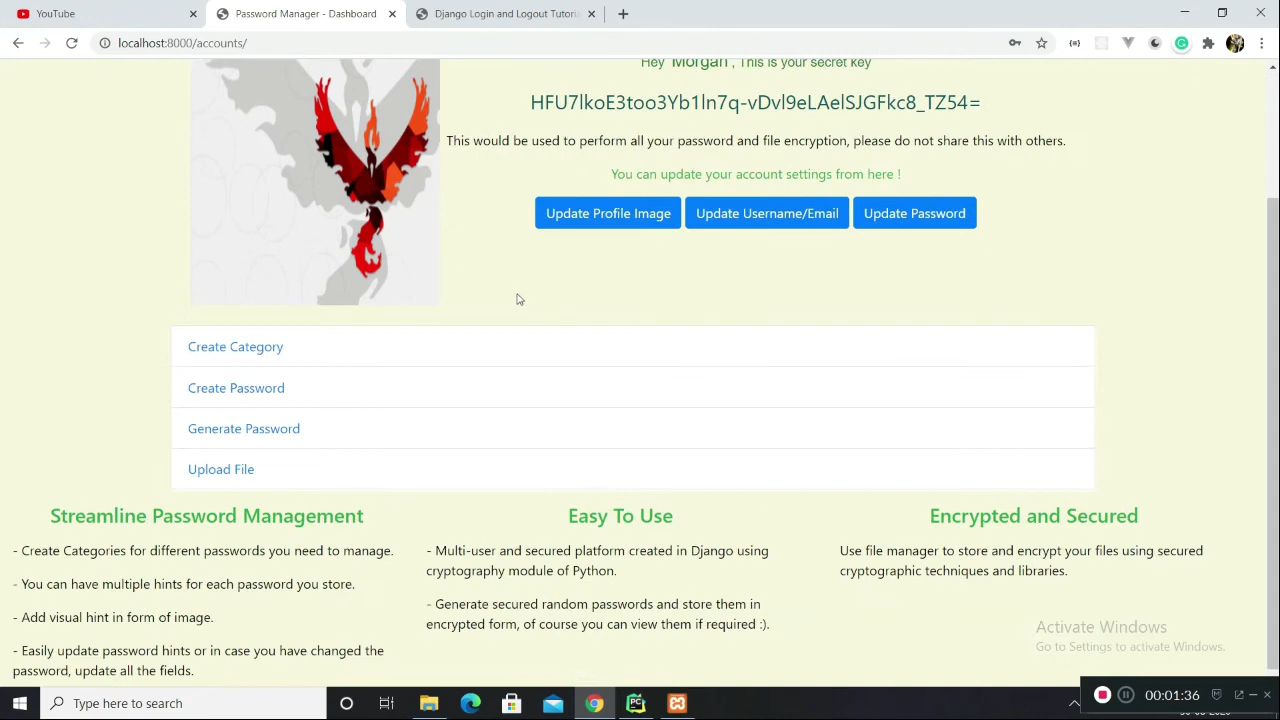 YouTube
Password Manager - Dashboard
Django Login and Logout Tutori
localhost:8000/accounts/
Hey Morgan , This is your secret key
HFU7lkoE3too3Yb1ln7q-vDvl9eLAelSJGFkc8_TZ54=
This would be used to perform all your password and file encryption, please do not share this with others.
You can update your account settings from here !
Update Profile Image
Update Username/Email
Update Password
Create Category
Create Password
Generate Password
Upload File
Streamline Password Management
- Create Categories for different passwords you need to manage.
- You can have multiple hints for each password you store.
- Add visual hint in form of image.
- Easily update password hints or in case you have changed the
password, update all the fields.
Easy To Use
- Multi-user and secured platform created in Django using
cryptography module of Python.
- Generate secured random passwords and store them in
encrypted form, of course you can view them if required :).
Encrypted and Secured
Use file manager to store and encrypt your files using secured
cryptographic techniques and libraries.
Activate Windows
Go to Settings to activate Windows.
Type here to search
PC
00:01:36